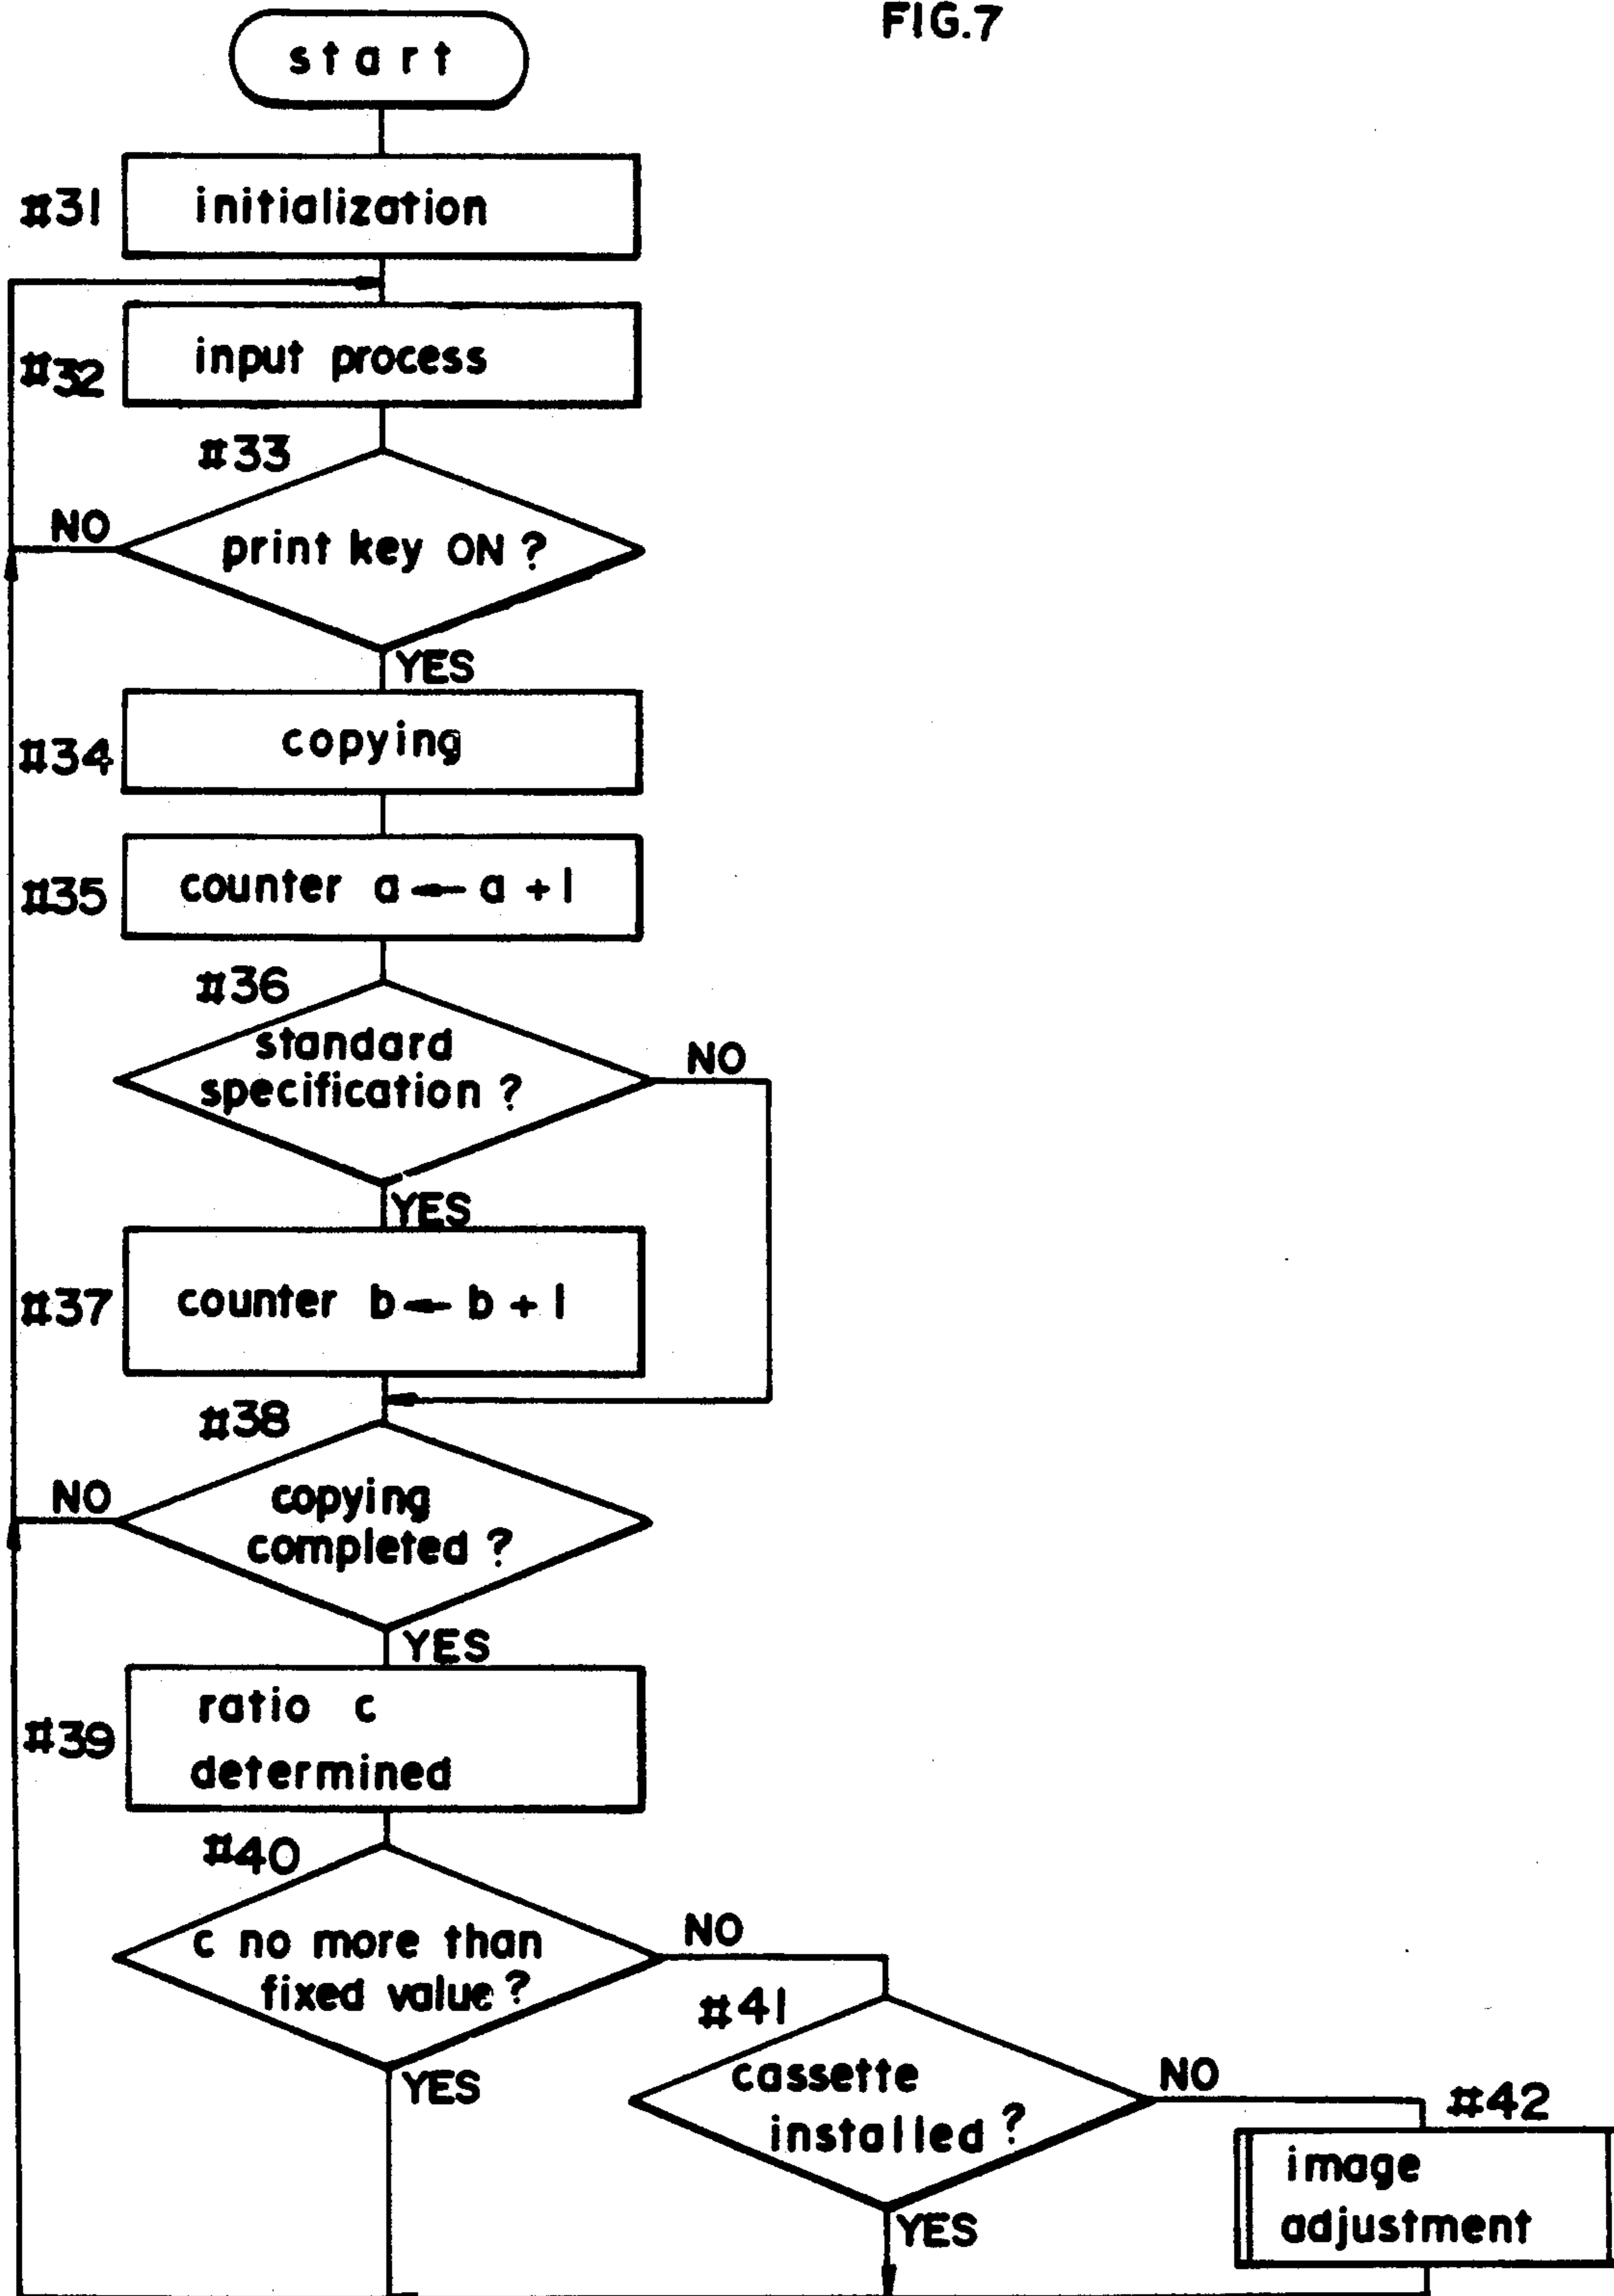 FIG.7
start
#31
initialization
#32
input process
#33
print key ON ?
NO
YES
#34
copying
#35
counter a ← a + 1
#36
standard
specification ?
NO
YES
#37
counter b ← b + 1
#38
copying
completed ?
NO
YES
#39
ratio c
determined
#40
c no more than
fixed value ?
NO
YES
#41
cassette
installed ?
NO
YES
#42
image
adjustment